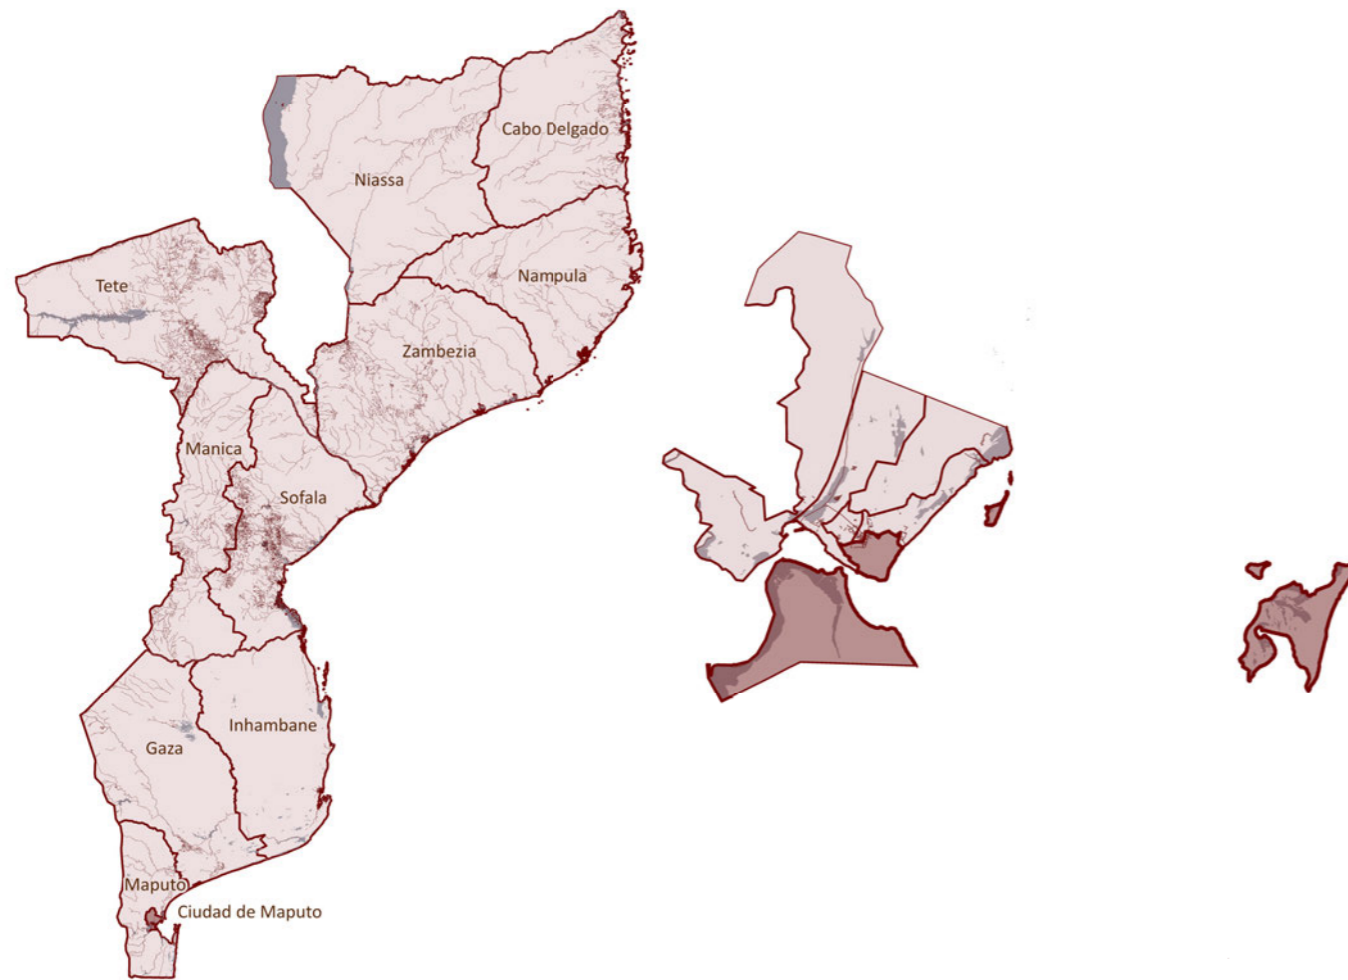 Cabo Delgado
Niassa
Nampula
Tete
Zambezia
Manica
Sofala
Inhambane
Gaza
Maputo
Ciudad de Maputo